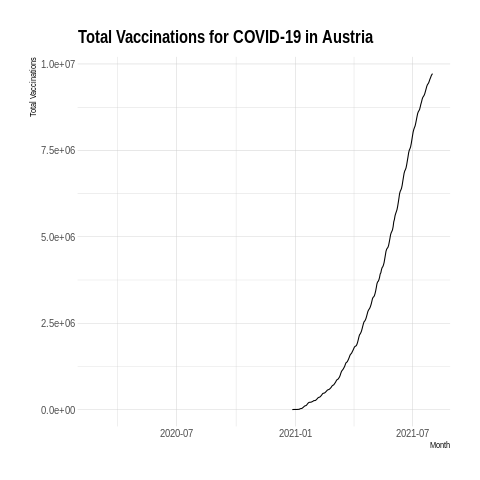 Total Vaccinations for COVID-19 in Austria
Total Vaccinations
1.0e+07
7.5e+06
5.0e+06
2.5e+06
0.0e+00
2020-07
2021-01
2021-07
Month